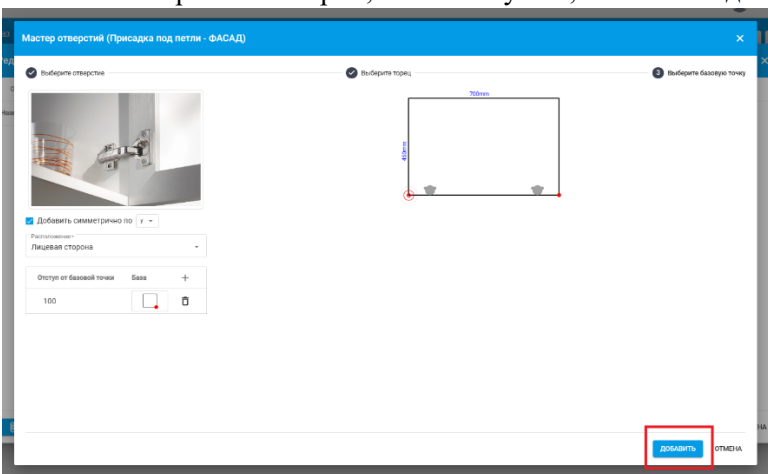 Мастер отверстий (Присадка под петли - ФАСАД)
Выберите отверстие
Выберите торец
3 Выберите базовую точку
700mm
Добавить симметрично по Y
Расположение*
Лицевая сторона
Отступ от базовой точки База +
100
ДОБАВИТЬ ОТМЕНА
НА